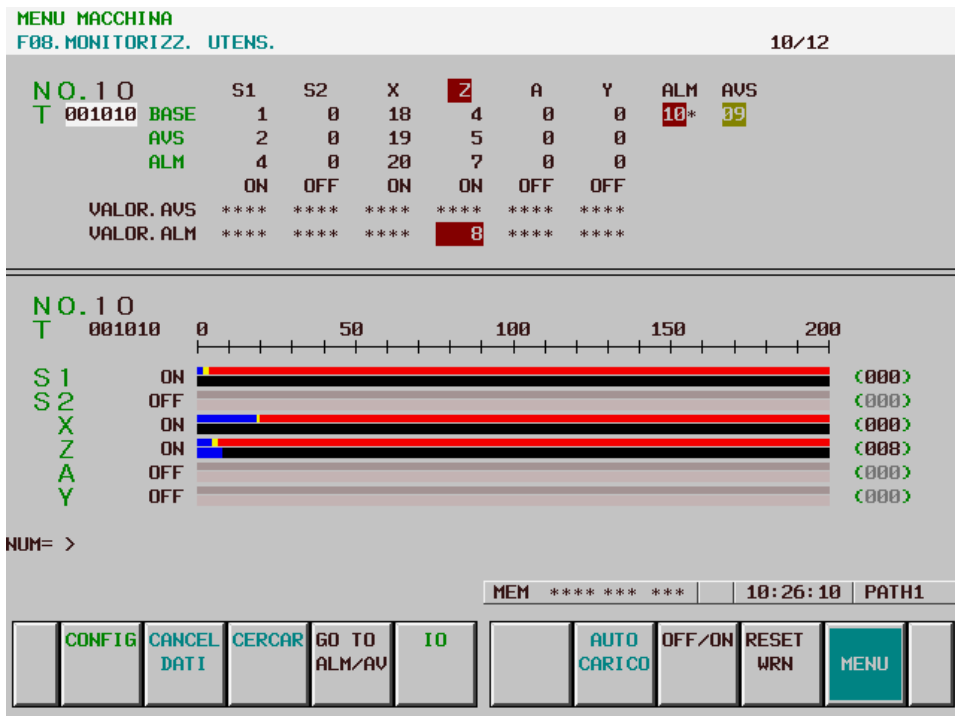 MENU MACCHINA
F08.MONITORIZZ. UTENS. 10/12
NO.10 S1 S2 X Z A Y ALM AVS
T 001010 BASE 1 0 18 4 0 0 10* 09
AVS 2 0 19 5 0 0
ALM 4 0 20 7 0 0
ON OFF ON ON OFF OFF
VALOR.AVS **** **** **** **** **** ****
VALOR.ALM **** **** **** 8 **** ****
NO.10
T 001010 0 50 100 150 200
S1 ON (000)
S2 OFF (000)
X ON (000)
Z ON (008)
A OFF (000)
Y OFF (000)
NUM= >
MEM **** *** *** 10:26:10 PATH1
CONFIG CANCEL CERCAR GO TO IO AUTO OFF/ON RESET MENU
DATI ALM/AV CARICO WRN